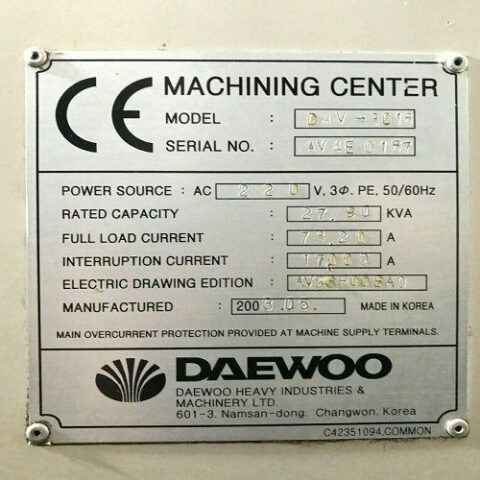 CE MACHINING CENTER
MODEL :
SERIAL NO. :
POWER SOURCE : AC 220 V, 3Φ. PE, 50/60Hz
RATED CAPACITY : 27.90 KVA
FULL LOAD CURRENT : 73.20 A
INTERRUPTION CURRENT : 17000 A
ELECTRIC DRAWING EDITION :
MANUFACTURED : 2003.06. MADE IN KOREA
MAIN OVERCURRENT PROTECTION PROVIDED AT MACHINE SUPPLY TERMINALS.
DAEWOO
DAEWOO HEAVY INDUSTRIES &
MACHINERY LTD.
601-3. Namsan-dong. Changwon. Korea
C42351094,COMMON